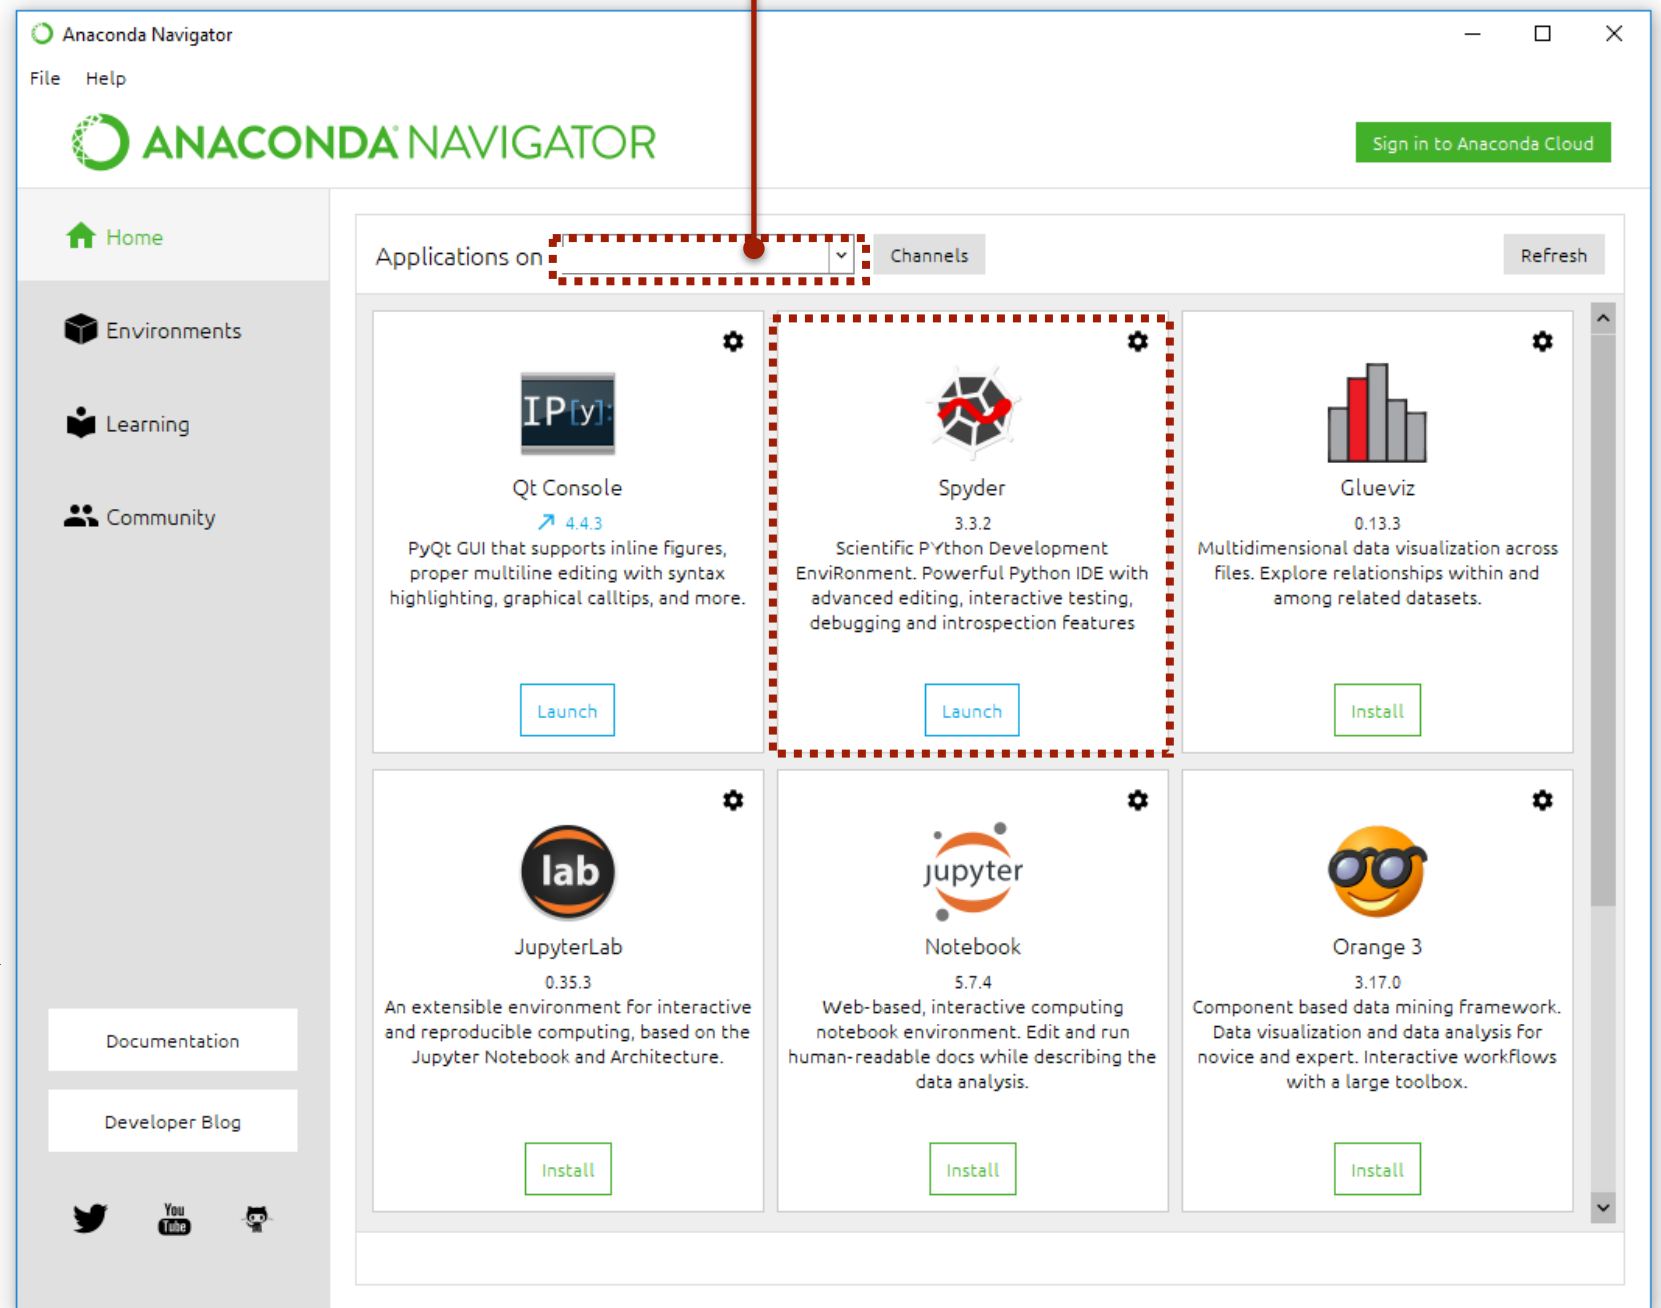 Anaconda Navigator
File Help
ANACONDA NAVIGATOR
Sign in to Anaconda Cloud
Home
Applications on
Channels
Refresh
Environments
Learning
Community
IP[y]:
Qt Console
4.4.3
PyQt GUI that supports inline figures,
proper multiline editing with syntax
highlighting, graphical calltips, and more.
Launch
Spyder
3.3.2
Scientific PYthon Development
EnviRonment. Powerful Python IDE with
advanced editing, interactive testing,
debugging and introspection features
Launch
Glueviz
0.13.3
Multidimensional data visualization across
files. Explore relationships within and
among related datasets.
Install
lab
JupyterLab
0.35.3
An extensible environment for interactive
and reproducible computing, based on the
Jupyter Notebook and Architecture.
Install
jupyter
Notebook
5.7.4
Web-based, interactive computing
notebook environment. Edit and run
human-readable docs while describing the
data analysis.
Install
Orange 3
3.17.0
Component based data mining framework.
Data visualization and data analysis for
novice and expert. Interactive workflows
with a large toolbox.
Install
Documentation
Developer Blog
You
Tube